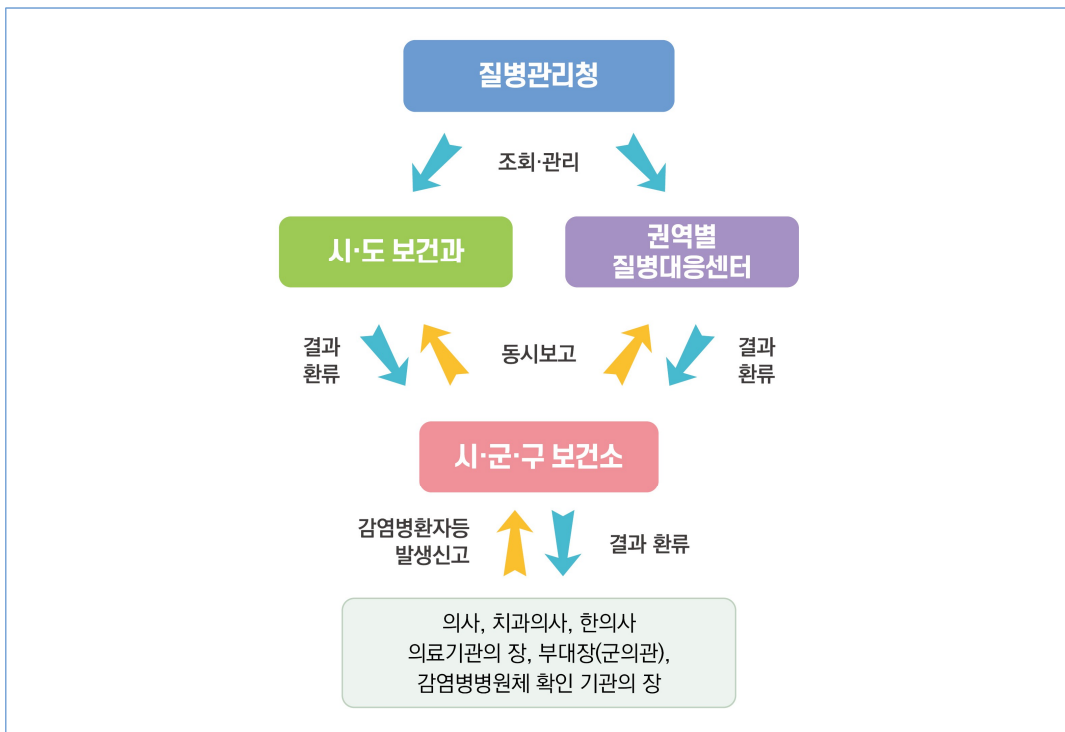 질병관리청
조회·관리
시·도 보건과
권역별
질병대응센터
결과
환류
동시보고
결과
환류
시·군·구 보건소
감염병환자등
발생신고
결과 환류
의사, 치과의사, 한의사
의료기관의 장, 부대장(군의관),
감염병병원체 확인 기관의 장